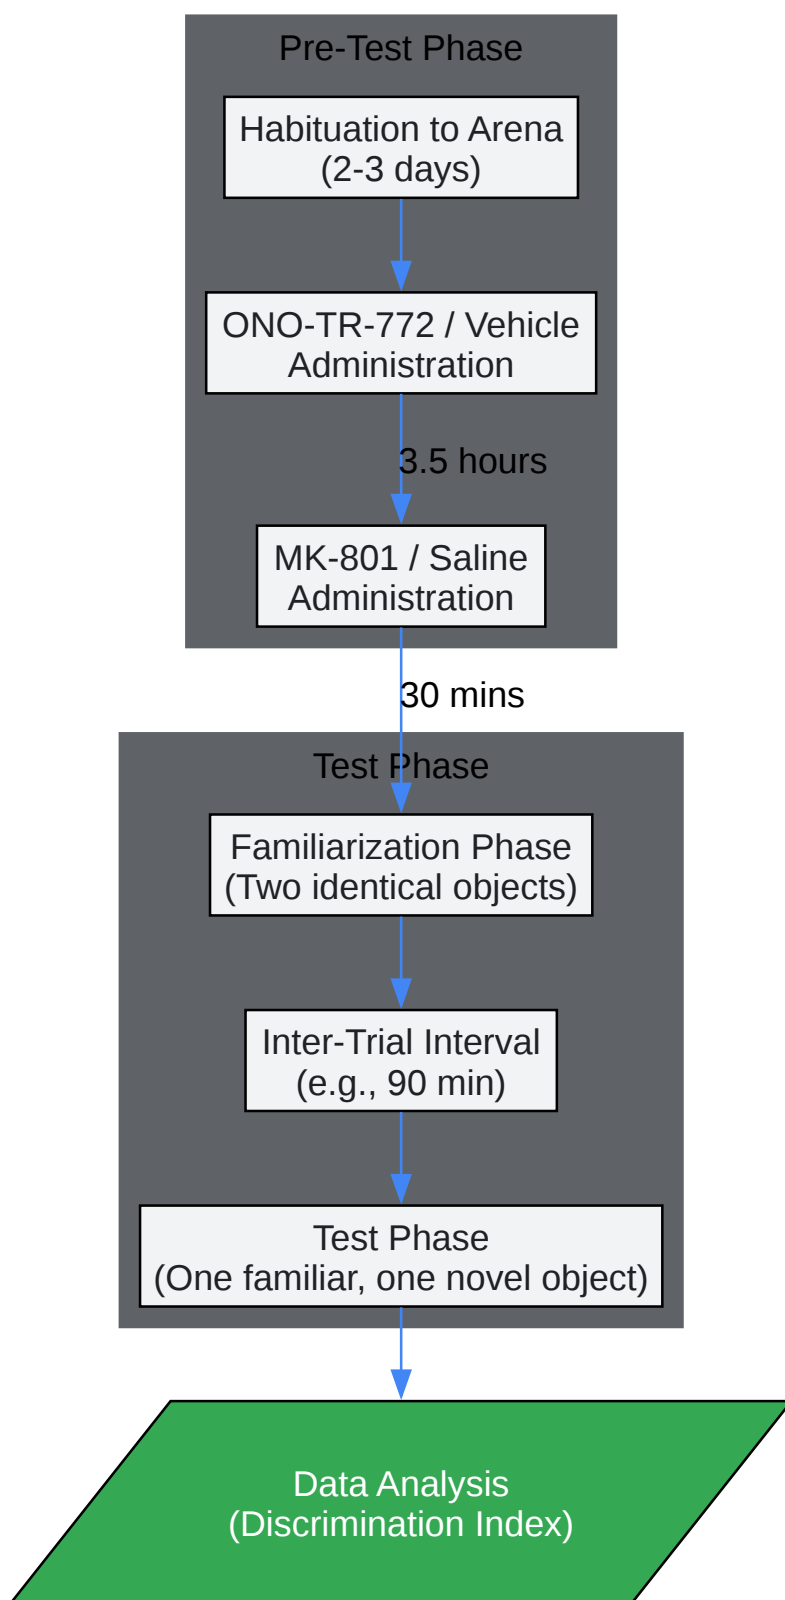 Pre-Test Phase
Habituation to Arena
(2-3 days)
ONO-TR-772 / Vehicle
Administration
3.5 hours
MK-801 / Saline
Administration
30 mins
Test Phase
Familiarization Phase
(Two identical objects)
Inter-Trial Interval
(e.g., 90 min)
Test Phase
(One familiar, one novel object)
Data Analysis
(Discrimination Index)